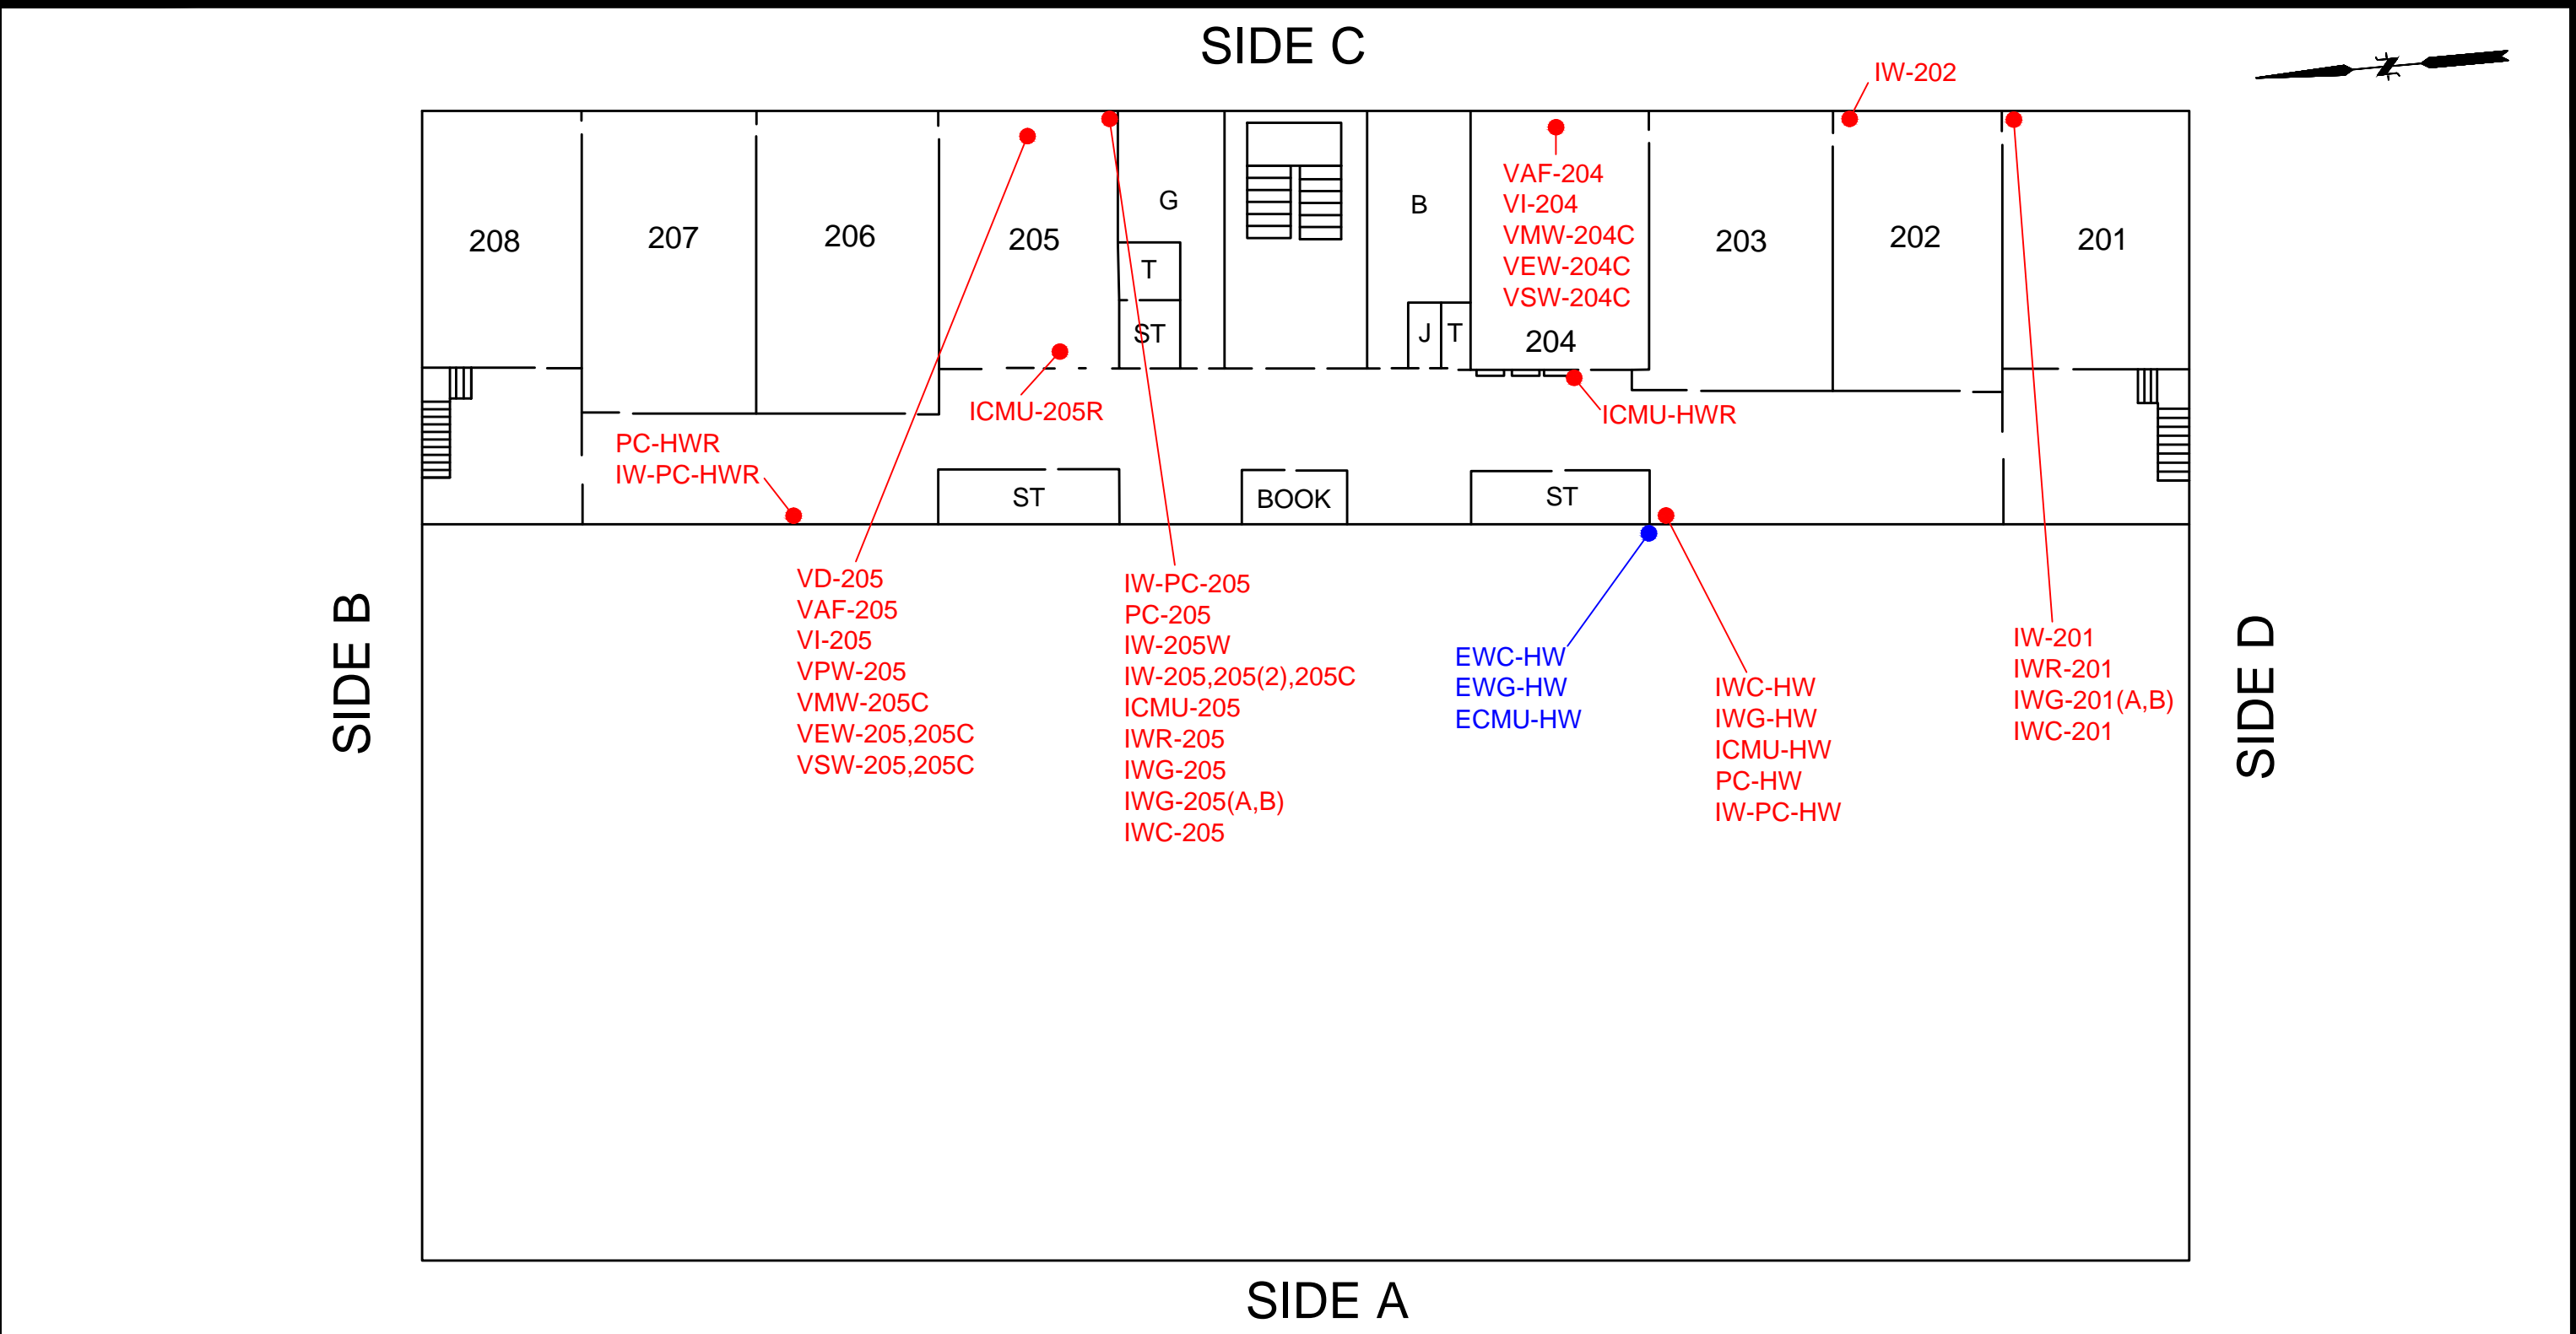 SIDE C
IW-202
N
VAF-204
VI-204
VMW-204C
VEW-204C
VSW-204C
208
207
206
205
G
B
203
202
201
T
ST
J
T
204
ICMU-205R
ICMU-HWR
PC-HWR
IW-PC-HWR
ST
BOOK
ST
VD-205
VAF-205
VI-205
VPW-205
VMW-205C
VEW-205,205C
VSW-205,205C
IW-PC-205
PC-205
IW-205W
IW-205,205(2),205C
ICMU-205
IWR-205
IWG-205
IWG-205(A,B)
IWC-205
EWC-HW
EWG-HW
ECMU-HW
IWC-HW
IWG-HW
ICMU-HW
PC-HW
IW-PC-HW
IW-201
IWR-201
IWG-201(A,B)
IWC-201
SIDE B
SIDE D
SIDE A